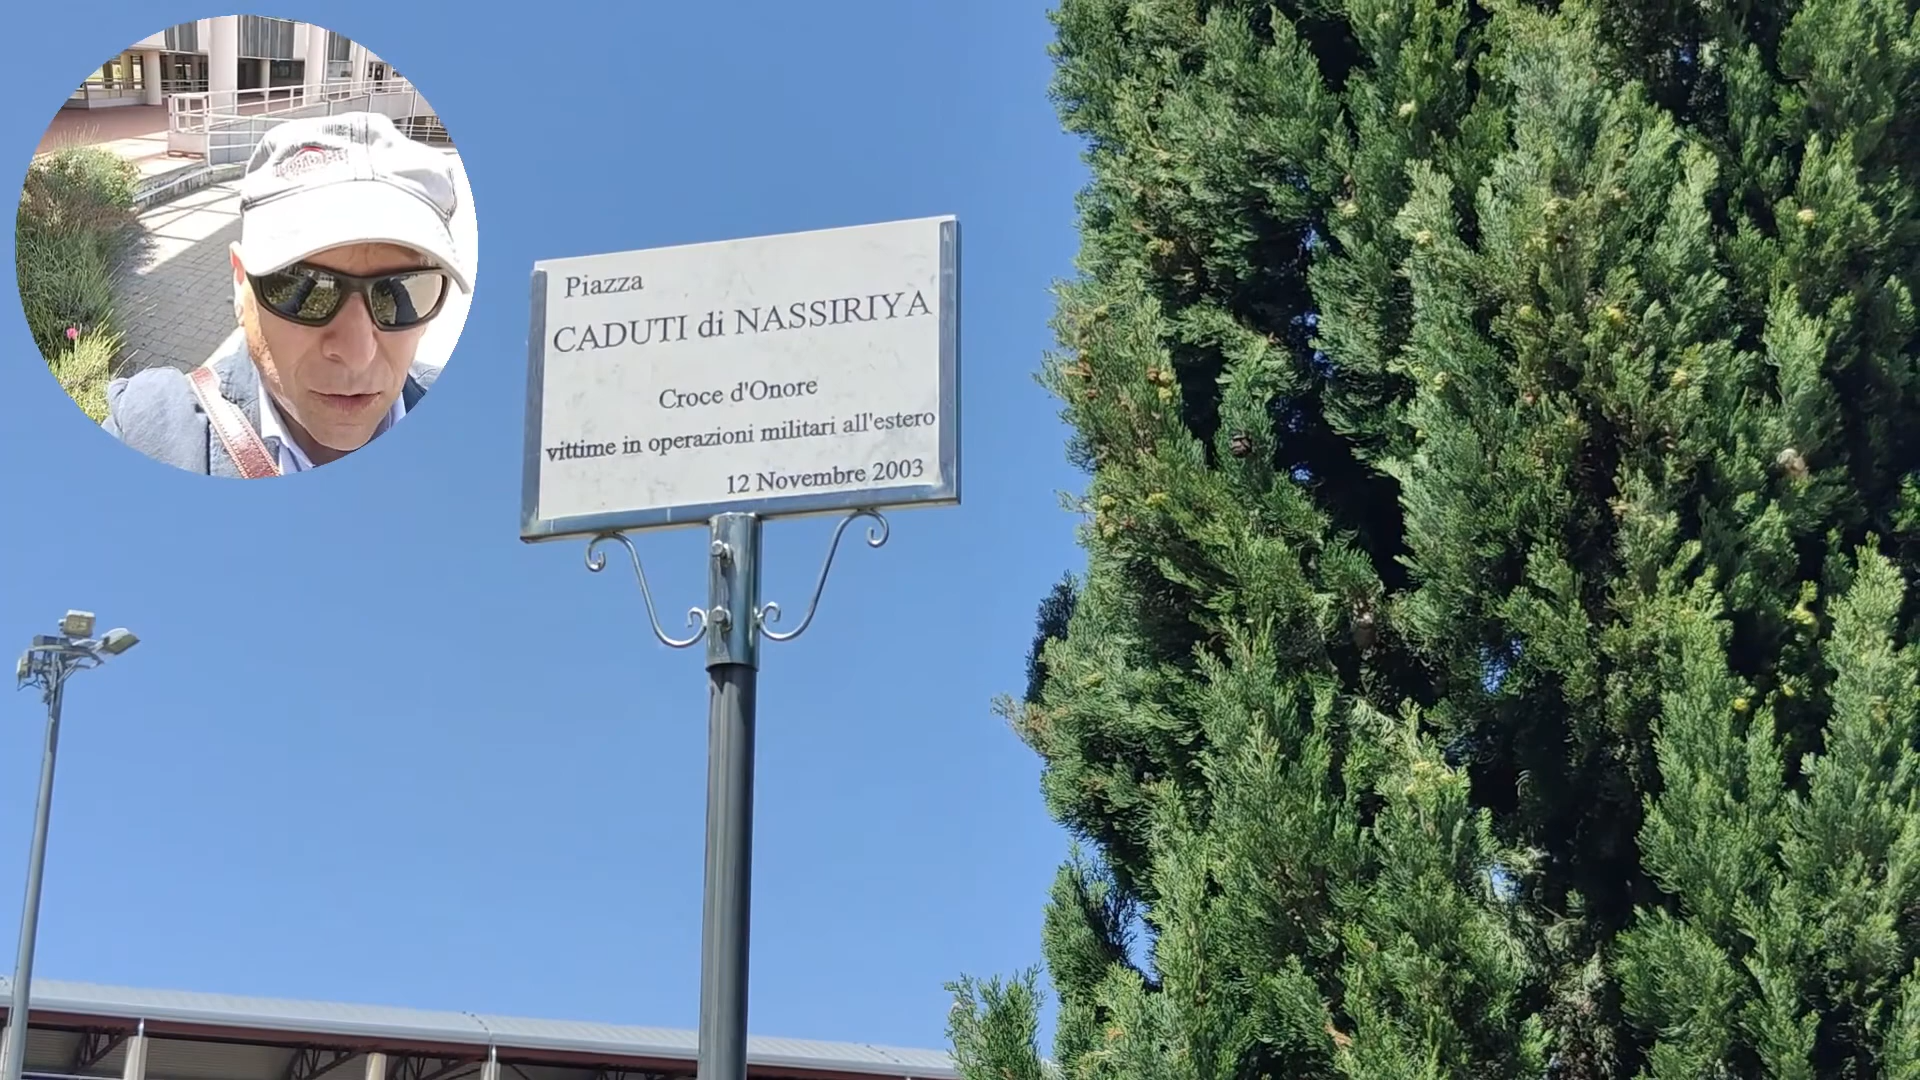 Piazza
CADUTI di NASSIRIYA
Croce d'Onore
vittime in operazioni militari all'estero
12 Novembre 2003